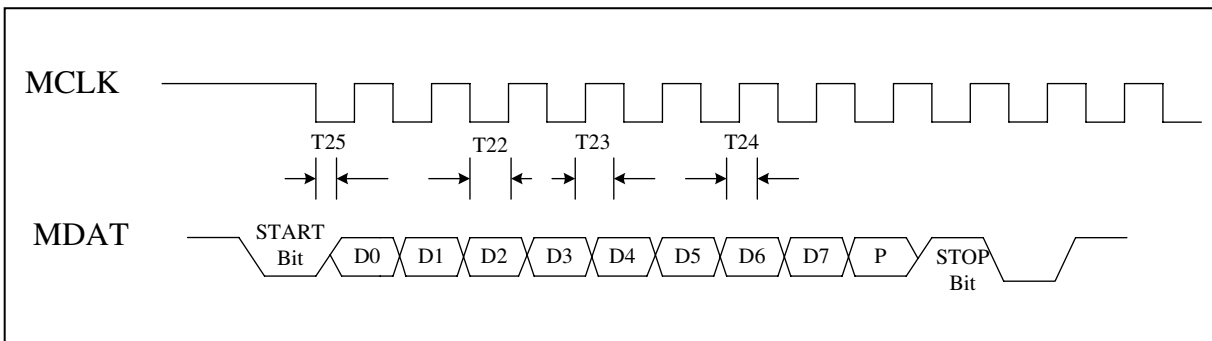 MCLK
T25 T22 T23 T24
MDAT
START
Bit
D0 D1 D2 D3 D4 D5 D6 D7 P
STOP
Bit